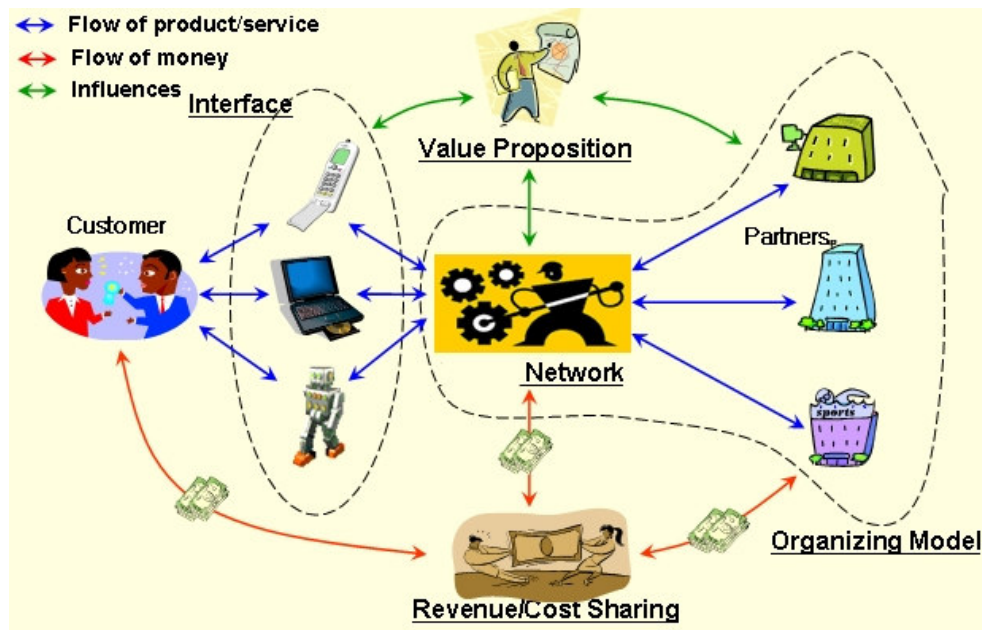 Flow of product/service
Flow of money
Influences
Interface
Value Proposition
Customer
Partners
Network
sports
Organizing Model
Revenue/Cost Sharing